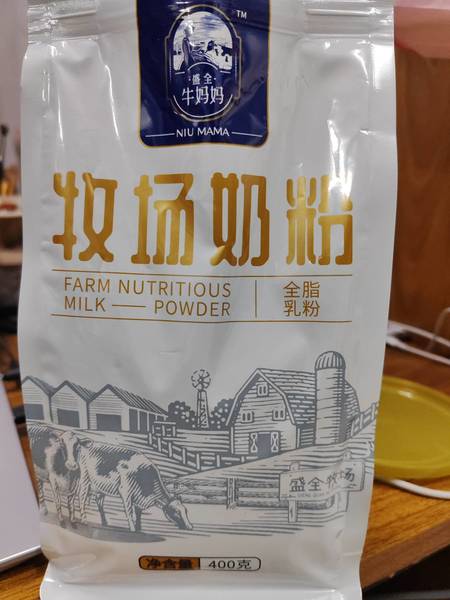 TM
·盛全·
牛妈妈
NIU MAMA
牧场奶粉
FARM NUTRITIOUS
MILK — POWDER
全脂
乳粉
盛全牧场
净含量 400克